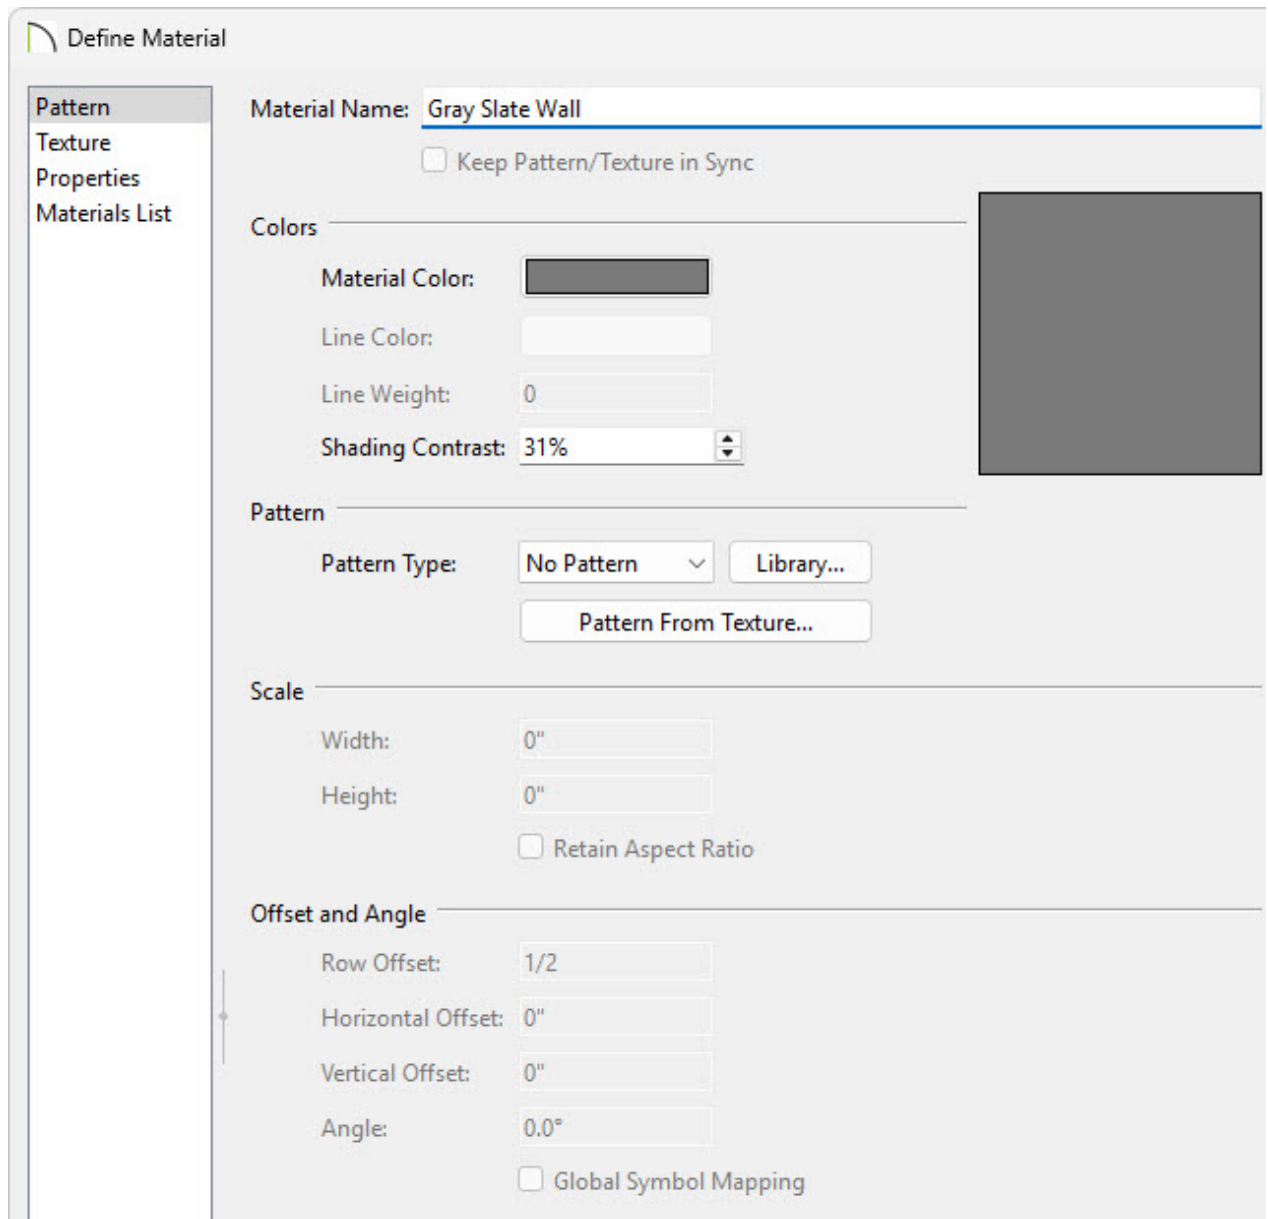 Define Material
Pattern
Texture
Properties
Materials List
Material Name: Gray Slate Wall
Keep Pattern/Texture in Sync
Colors
Material Color:
Line Color:
Line Weight: 0
Shading Contrast: 31%
Pattern
Pattern Type: No Pattern Library...
Pattern From Texture...
Scale
Width: 0"
Height: 0"
Retain Aspect Ratio
Offset and Angle
Row Offset: 1/2
Horizontal Offset: 0"
Vertical Offset: 0"
Angle: 0.0°
Global Symbol Mapping